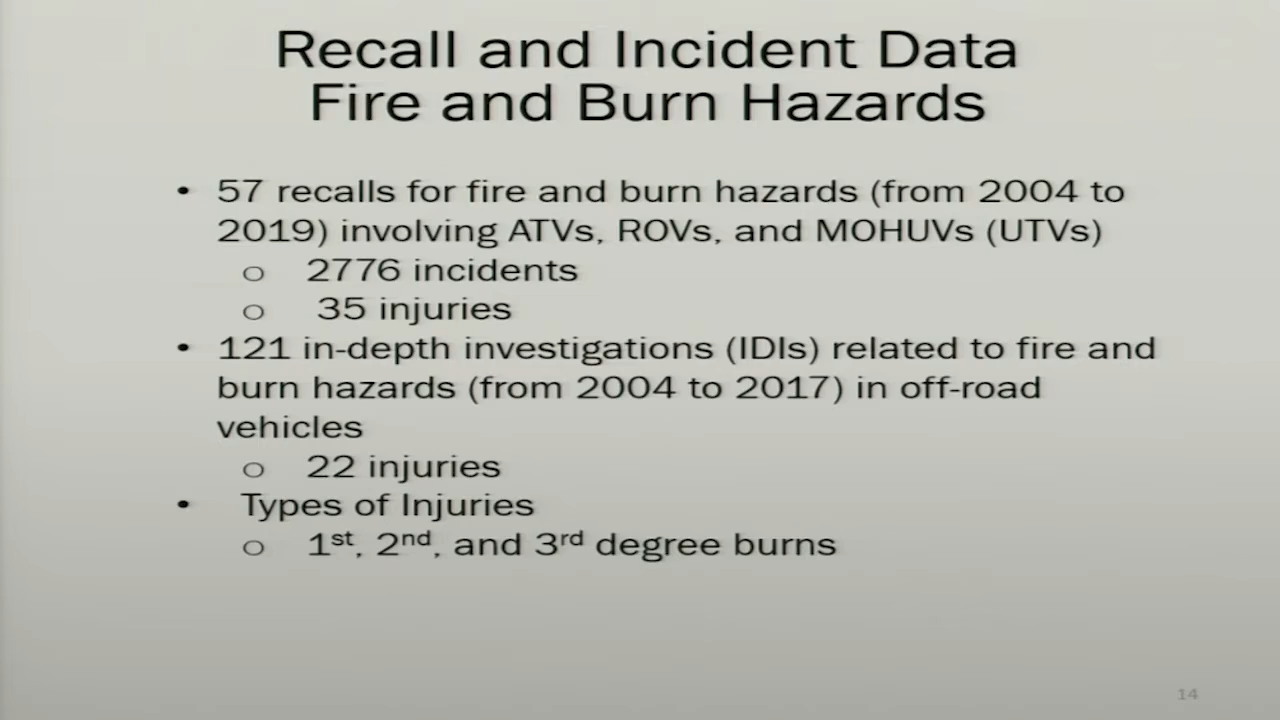 Recall and Incident Data
Fire and Burn Hazards
• 57 recalls for fire and burn hazards (from 2004 to
2019) involving ATVs, ROVs, and MOHUVs (UTVs)
o 2776 incidents
o 35 injuries
• 121 in-depth investigations (IDIs) related to fire and
burn hazards (from 2004 to 2017) in off-road
vehicles
o 22 injuries
• Types of Injuries
o 1st, 2nd, and 3rd degree burns
14